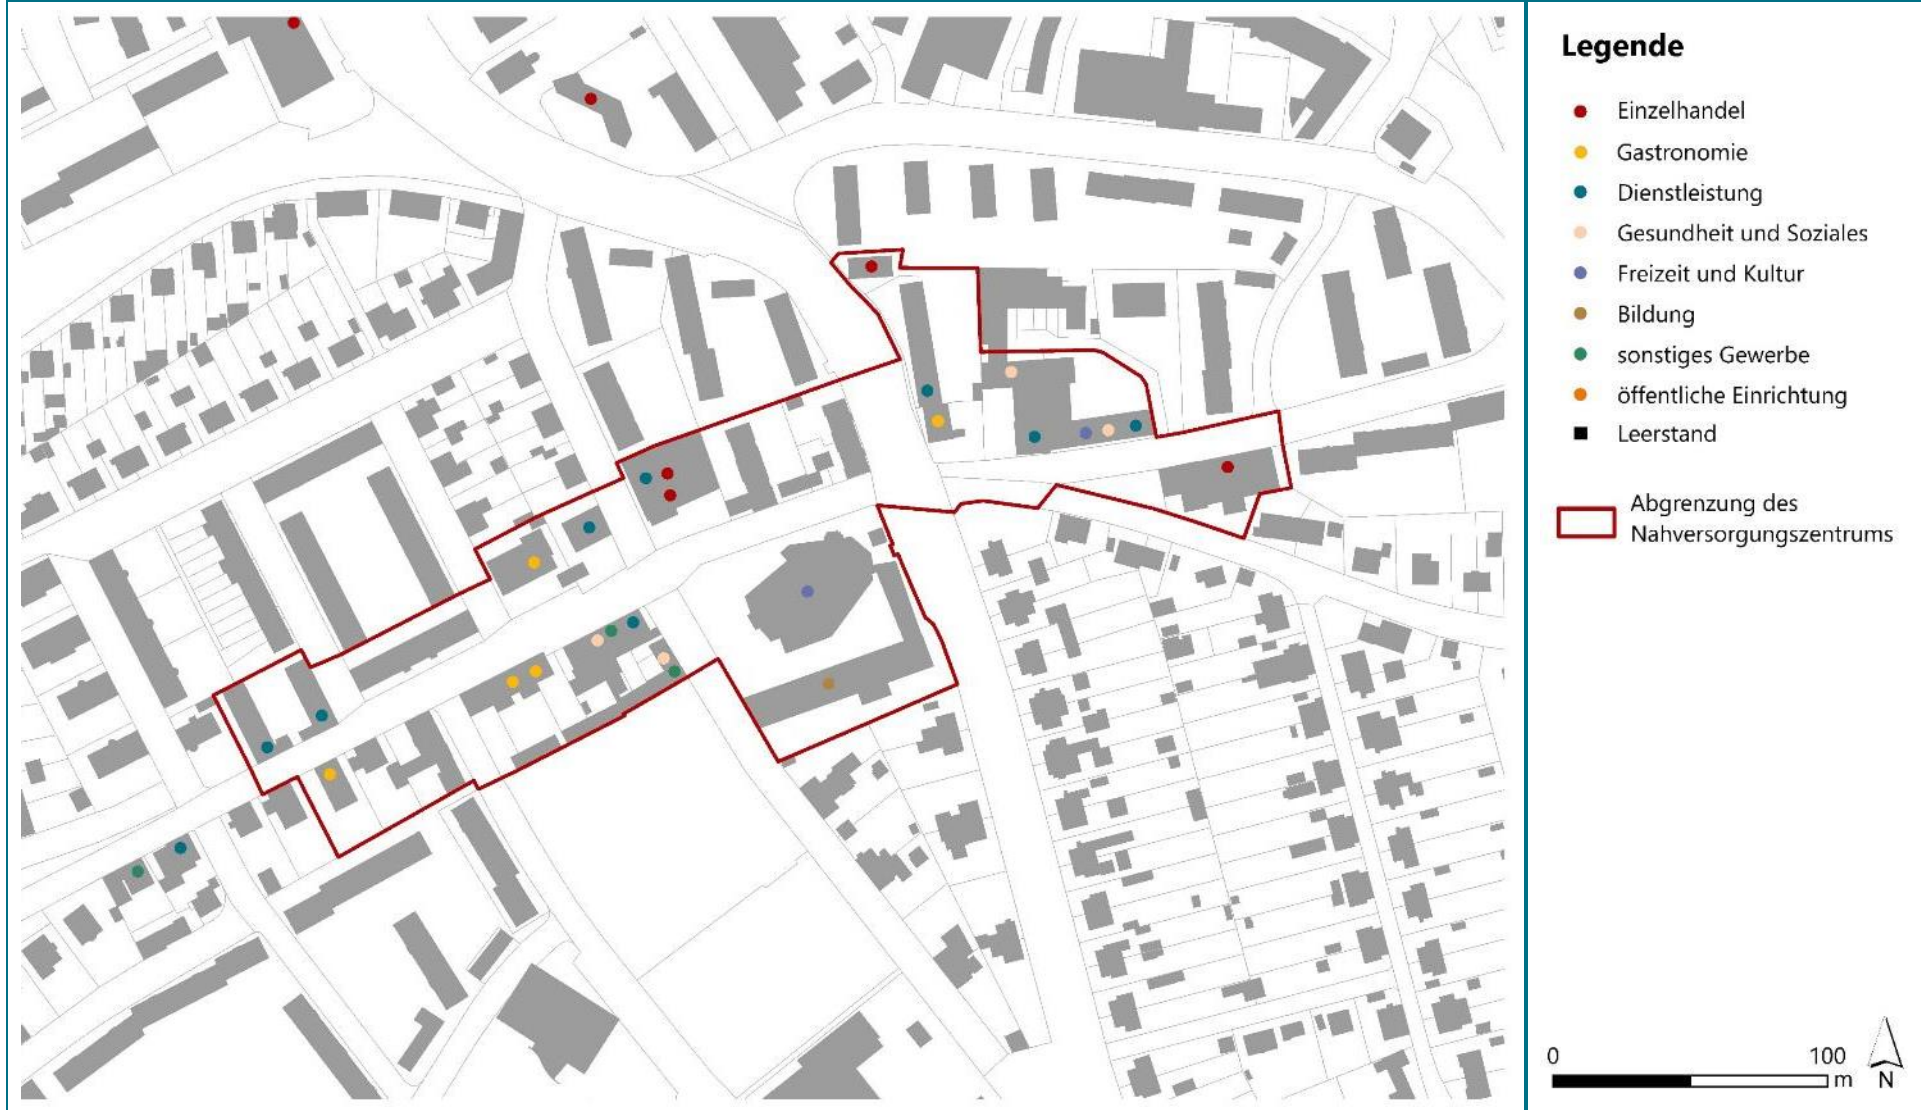 Legende
Einzelhandel
Gastronomie
Dienstleistung
Gesundheit und Soziales
Freizeit und Kultur
Bildung
sonstiges Gewerbe
öffentliche Einrichtung
Leerstand
Abgrenzung des
Nahversorgungszentrums
0 100
m N